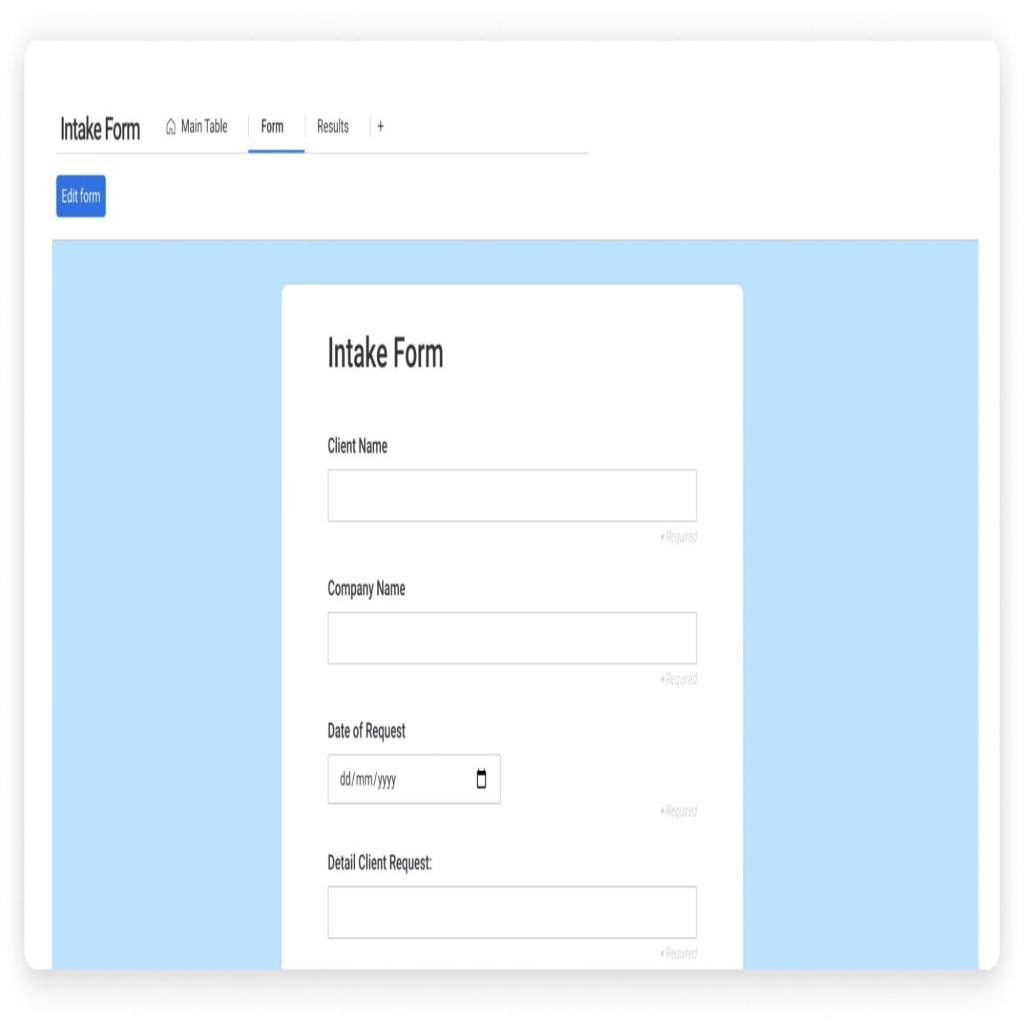 Intake Form Main Table Form Results +
Edit form
Intake Form
Client Name
* Required
Company Name
* Required
Date of Request
dd/mm/yyyy
* Required
Detail Client Request:
* Required